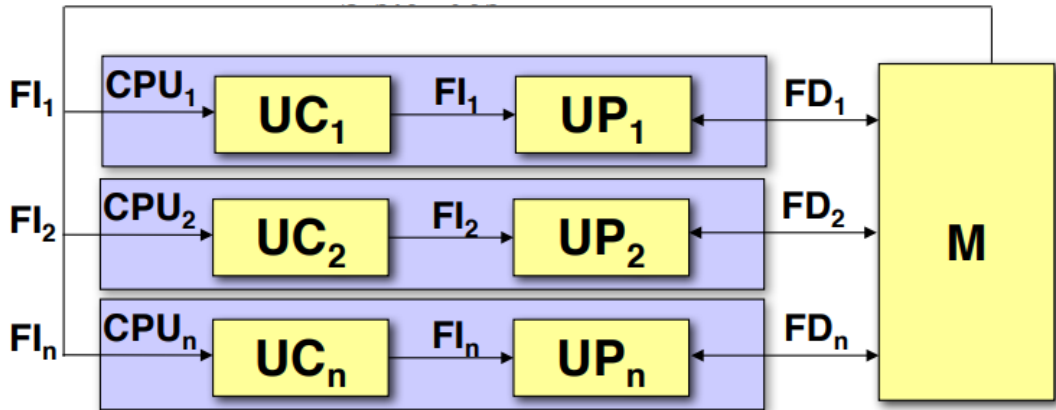 FI₁ CPU₁ UC₁ FI₁ UP₁ FD₁
FI₂ CPU₂ UC₂ FI₂ UP₂ FD₂
M
FIₙ CPUₙ UCₙ FIₙ UPₙ FDₙ